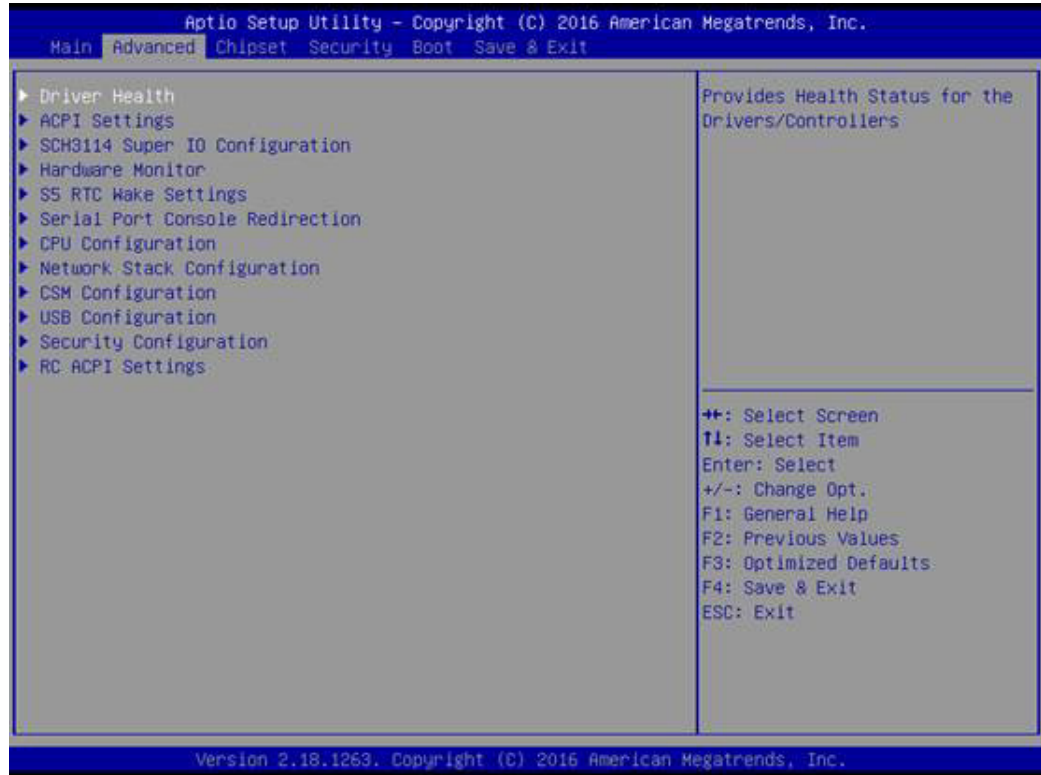 Aptio Setup Utility – Copyright (C) 2016 American Megatrends, Inc.
Main Advanced Chipset Security Boot Save & Exit
▶ Driver Health
▶ ACPI Settings
▶ SCH3114 Super IO Configuration
▶ Hardware Monitor
▶ S5 RTC Wake Settings
▶ Serial Port Console Redirection
▶ CPU Configuration
▶ Network Stack Configuration
▶ CSM Configuration
▶ USB Configuration
▶ Security Configuration
▶ RC ACPI Settings
Provides Health Status for the
Drivers/Controllers
→←: Select Screen
↑↓: Select Item
Enter: Select
+/-: Change Opt.
F1: General Help
F2: Previous Values
F3: Optimized Defaults
F4: Save & Exit
ESC: Exit
Version 2.18.1263. Copyright (C) 2016 American Megatrends, Inc.